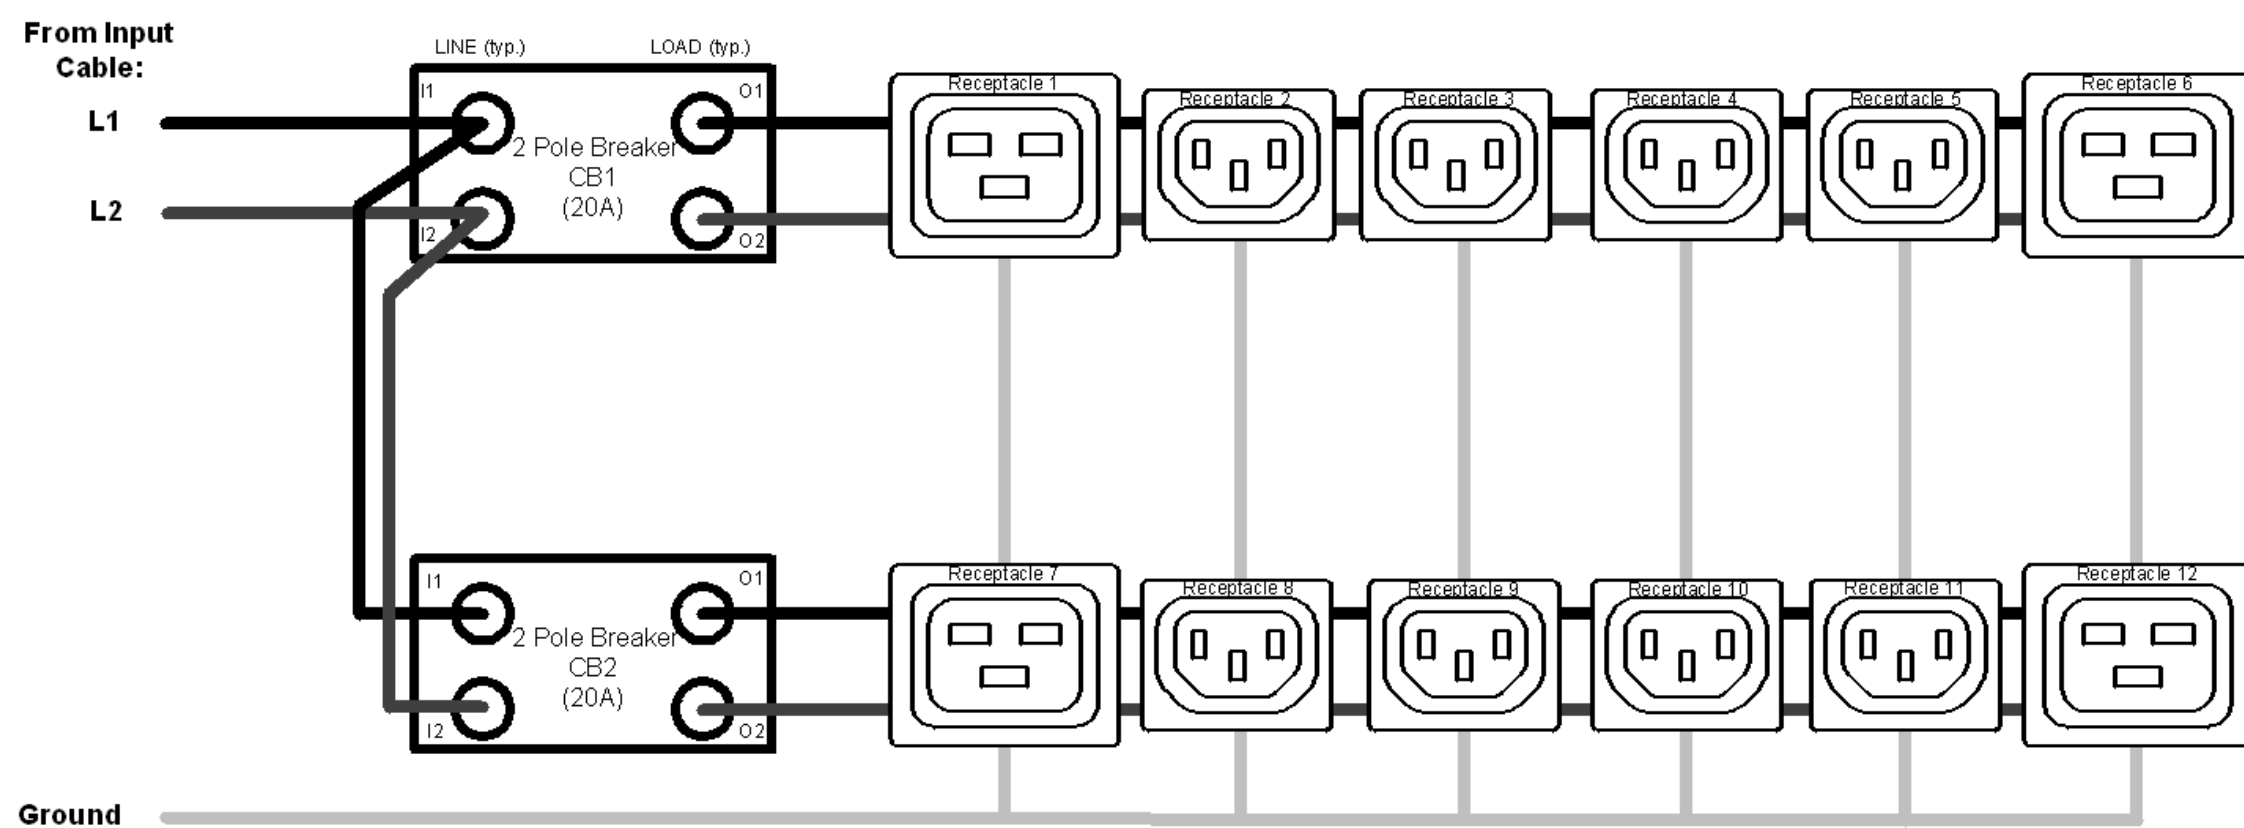 From Input
Cable:
LINE (typ.)
LOAD (typ.)
L1
L2
I1
O1
2 Pole Breaker
CB1
(20A)
I2
O2
Receptacle 1
Receptacle 2
Receptacle 3
Receptacle 4
Receptacle 5
Receptacle 6
I1
O1
2 Pole Breaker
CB2
(20A)
I2
O2
Receptacle 7
Receptacle 8
Receptacle 9
Receptacle 10
Receptacle 11
Receptacle 12
Ground